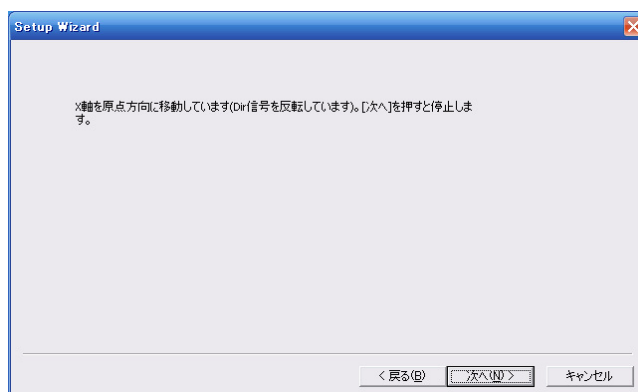 Setup Wizard
X軸を原点方向に移動しています(Dir信号を反転しています)。[次へ]を押すと停止しま
す。
< 戻る(B)
次へ(N) >
キャンセル